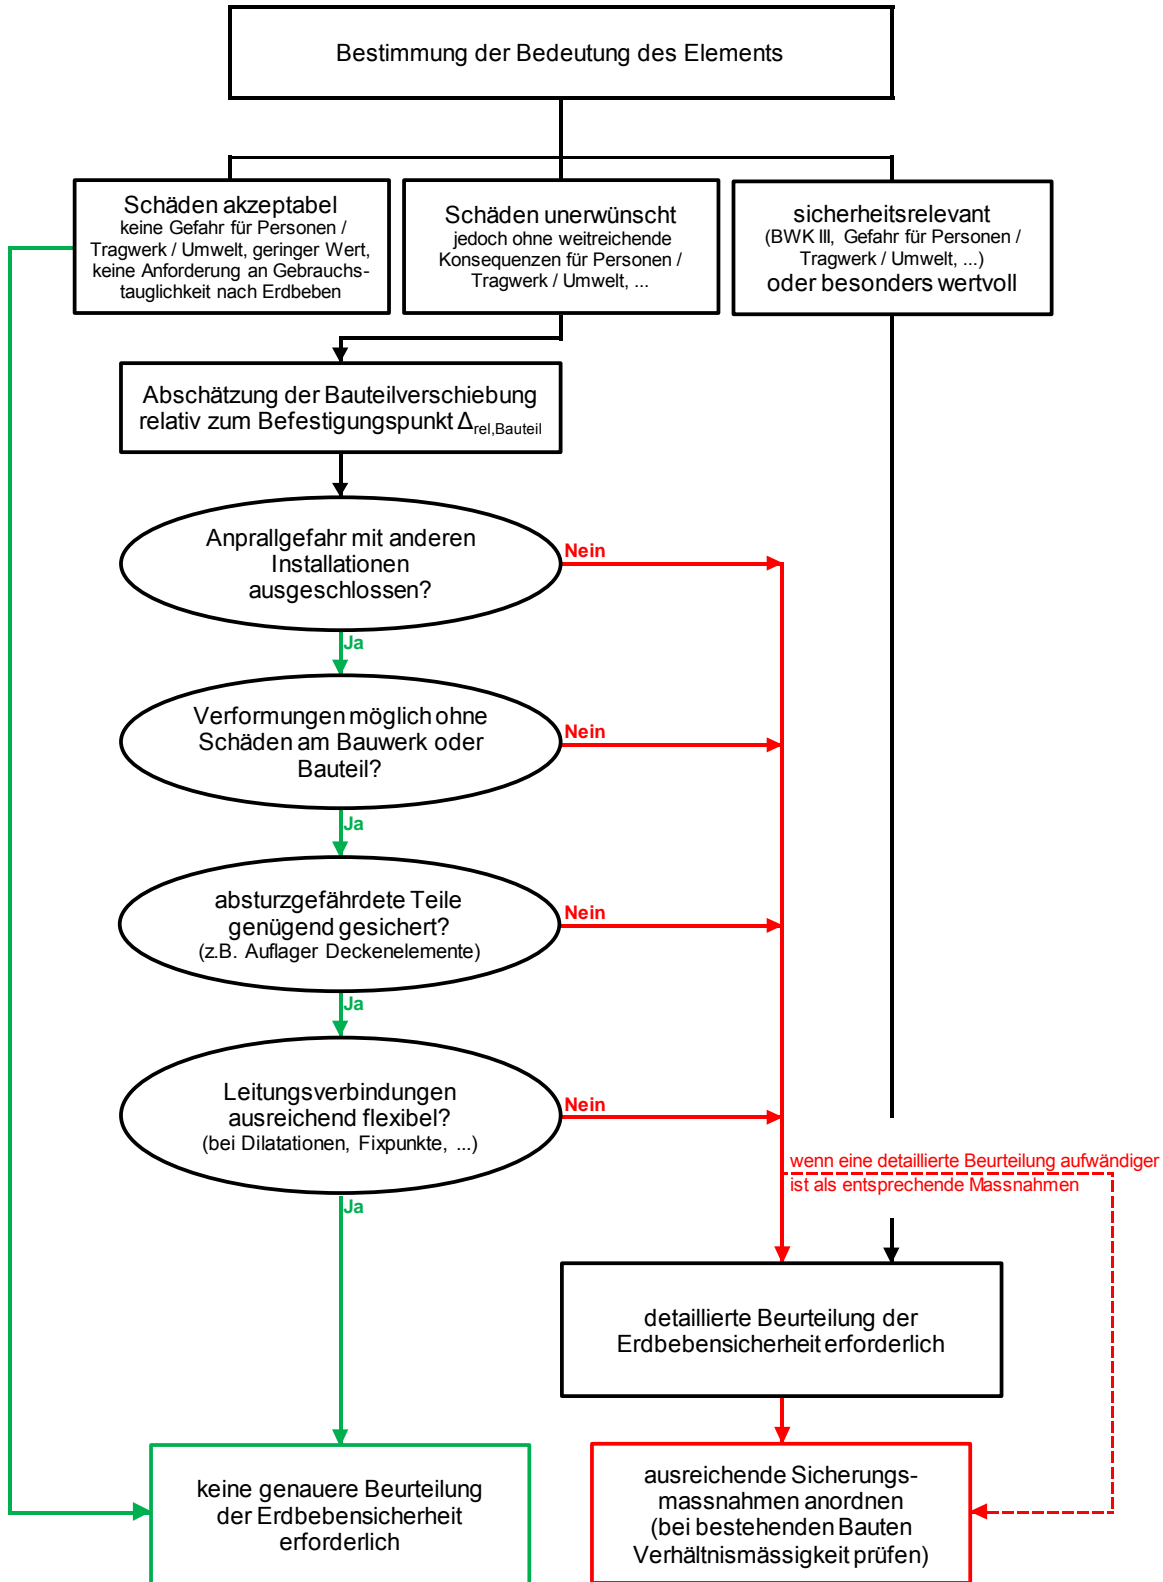 Bestimmung der Bedeutung des Elements
Schäden akzeptabel
keine Gefahr für Personen /
Tragwerk / Umwelt, geringer Wert,
keine Anforderung an Gebrauchs-
tauglichkeit nach Erdbeben
Schäden unerwünscht
jedoch ohne weitreichende
Konsequenzen für Personen /
Tragwerk / Umwelt, ...
sicherheitsrelevant
(BWK III, Gefahr für Personen /
Tragwerk / Umwelt, ...)
oder besonders wertvoll
Abschätzung der Bauteilverschiebung
relativ zum Befestigungspunkt Δrel,Bauteil
Anprallgefahr mit anderen
Installationen
ausgeschlossen?
Nein
Ja
Verformungen möglich ohne
Schäden am Bauwerk oder
Bauteil?
Nein
Ja
absturzgefährdete Teile
genügend gesichert?
(z.B. Auflager Deckenelemente)
Nein
Ja
Leitungsverbindungen
ausreichend flexibel?
(bei Dilatationen, Fixpunkte, ...)
Nein
Ja
wenn eine detaillierte Beurteilung aufwändiger
ist als entsprechende Massnahmen
detaillierte Beurteilung der
Erdbebensicherheit erforderlich
keine genauere Beurteilung
der Erdbebensicherheit
erforderlich
ausreichende Sicherungs-
massnahmen anordnen
(bei bestehenden Bauten
Verhältnismässigkeit prüfen)